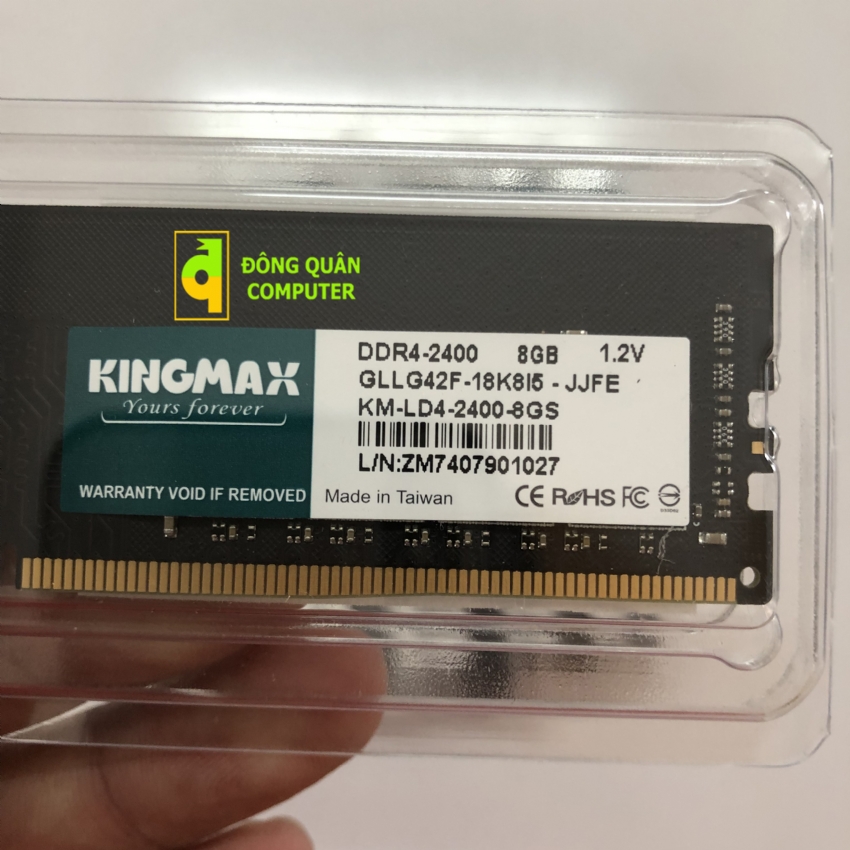 ĐÔNG QUÂN
COMPUTER
KINGMAX
Yours forever
WARRANTY VOID IF REMOVED
DDR4-2400 8GB 1.2V
GLLG42F-18K8I5 - JJFE
KM-LD4-2400-8GS
L/N:ZM7407901027
Made in Taiwan
CE RoHS FC